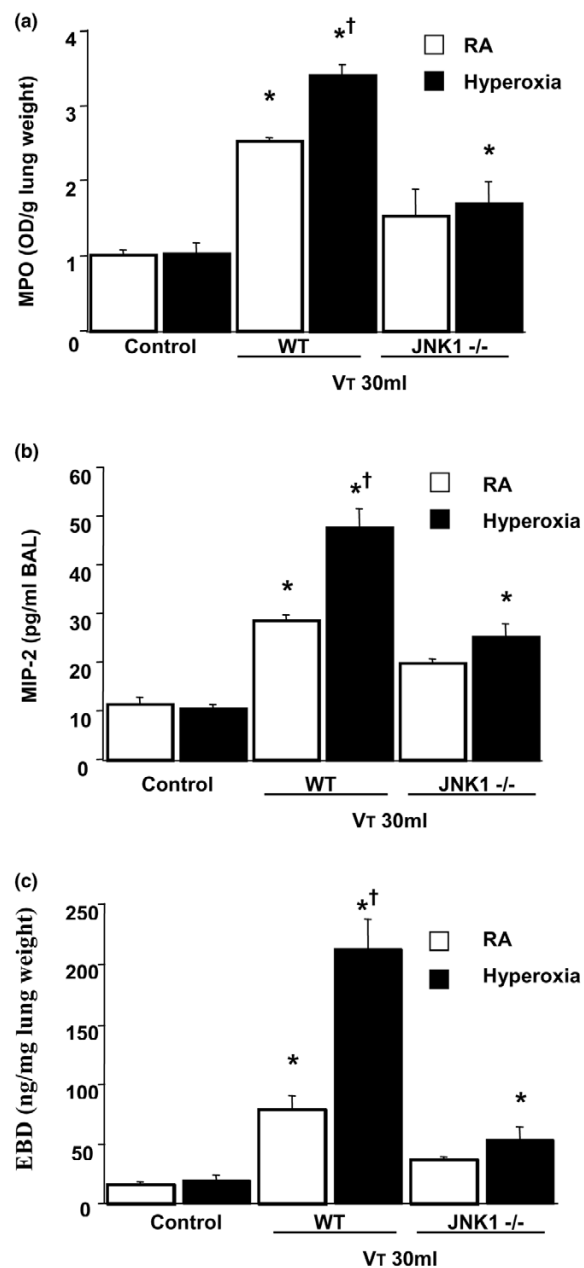 (a)
4
3
2
1
0
MPO (OD/g lung weight)
*
*†
*
RA
Hyperoxia
Control
WT
JNK1 -/-
VT 30ml
(b)
60
50
40
30
20
10
0
MIP-2 (pg/ml BAL)
*
*†
*
RA
Hyperoxia
Control
WT
JNK1 -/-
VT 30ml
(c)
250
200
150
100
50
0
EBD (ng/mg lung weight)
*
*†
*
RA
Hyperoxia
Control
WT
JNK1 -/-
VT 30ml